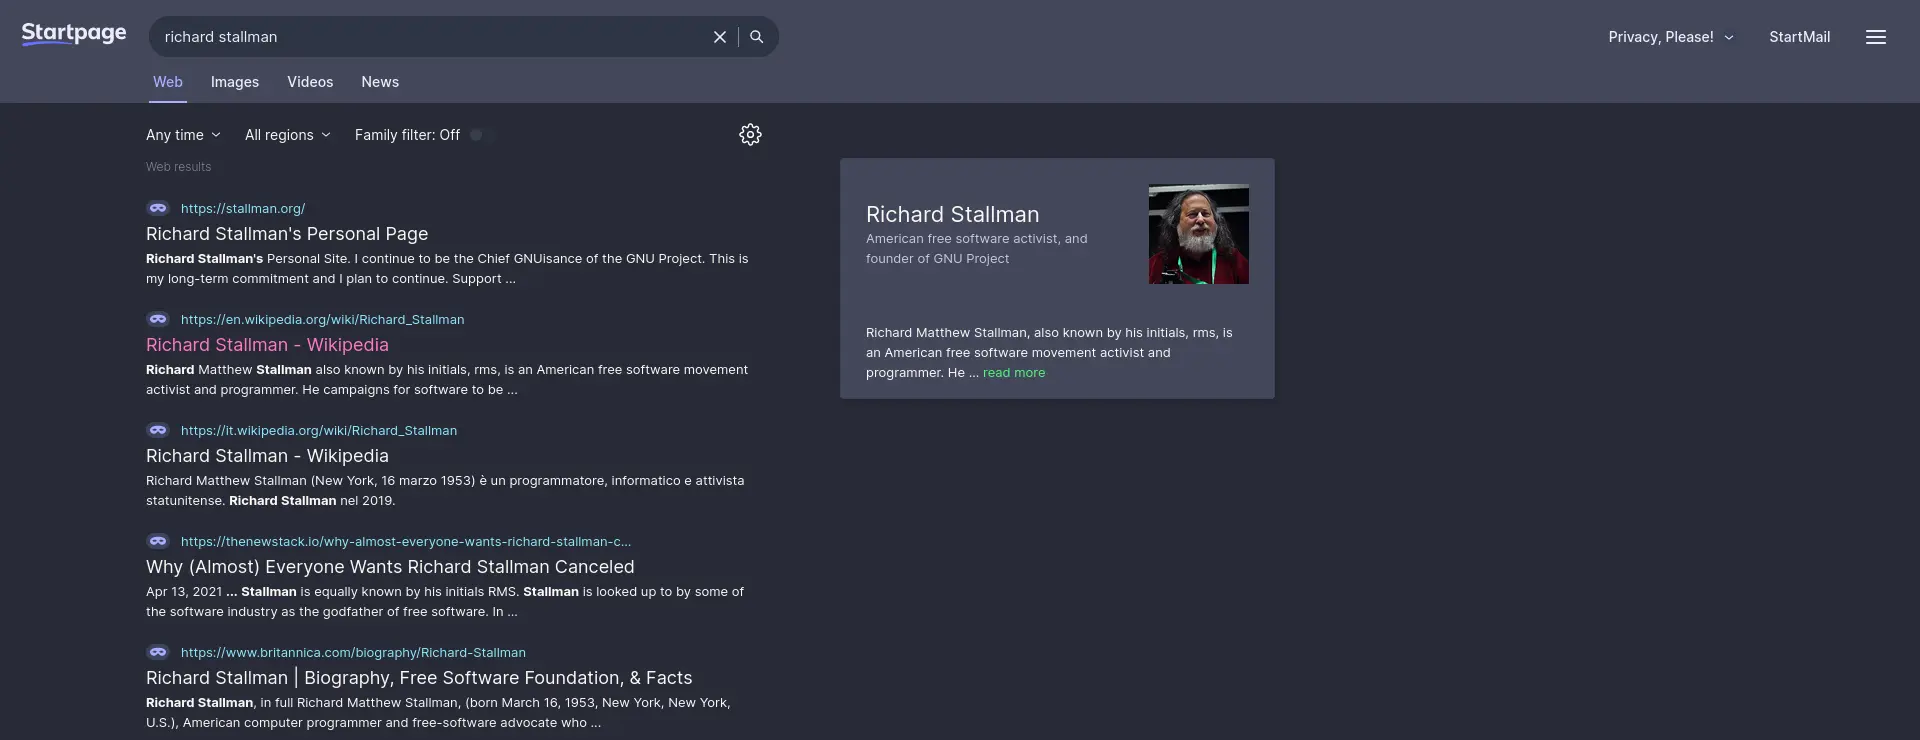 Startpage
richard stallman
Privacy, Please!
StartMail
Web
Images
Videos
News
Any time
All regions
Family filter: Off
Web results
https://stallman.org/
Richard Stallman's Personal Page
Richard Stallman's Personal Site. I continue to be the Chief GNUisance of the GNU Project. This is
my long-term commitment and I plan to continue. Support ...
https://en.wikipedia.org/wiki/Richard_Stallman
Richard Stallman - Wikipedia
Richard Matthew Stallman also known by his initials, rms, is an American free software movement
activist and programmer. He campaigns for software to be ...
https://it.wikipedia.org/wiki/Richard_Stallman
Richard Stallman - Wikipedia
Richard Matthew Stallman (New York, 16 marzo 1953) è un programmatore, informatico e attivista
statunitense. Richard Stallman nel 2019.
https://thenewstack.io/why-almost-everyone-wants-richard-stallman-c...
Why (Almost) Everyone Wants Richard Stallman Canceled
Apr 13, 2021 ... Stallman is equally known by his initials RMS. Stallman is looked up to by some of
the software industry as the godfather of free software. In ...
https://www.britannica.com/biography/Richard-Stallman
Richard Stallman | Biography, Free Software Foundation, & Facts
Richard Stallman, in full Richard Matthew Stallman, (born March 16, 1953, New York, New York,
U.S.), American computer programmer and free-software advocate who ...
Richard Stallman
American free software activist, and
founder of GNU Project
Richard Matthew Stallman, also known by his initials, rms, is
an American free software movement activist and
programmer. He ... read more